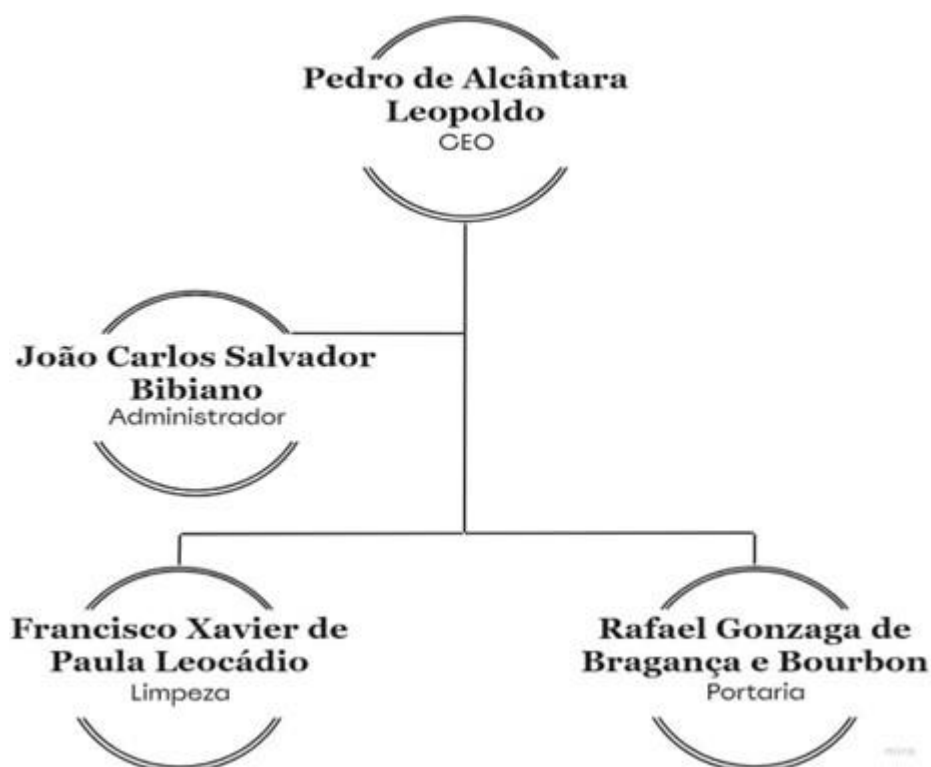 Pedro de Alcântara
Leopoldo
CEO
João Carlos Salvador
Bibiano
Administrador
Francisco Xavier de
Paula Leocádio
Limpeza
Rafael Gonzaga de
Bragança e Bourbon
Portaria